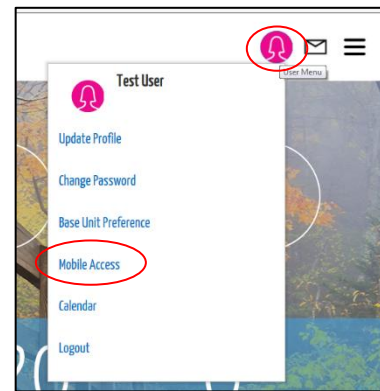 User Menu
Test User
Update Profile
Change Password
Base Unit Preference
Mobile Access
Calendar
Logout